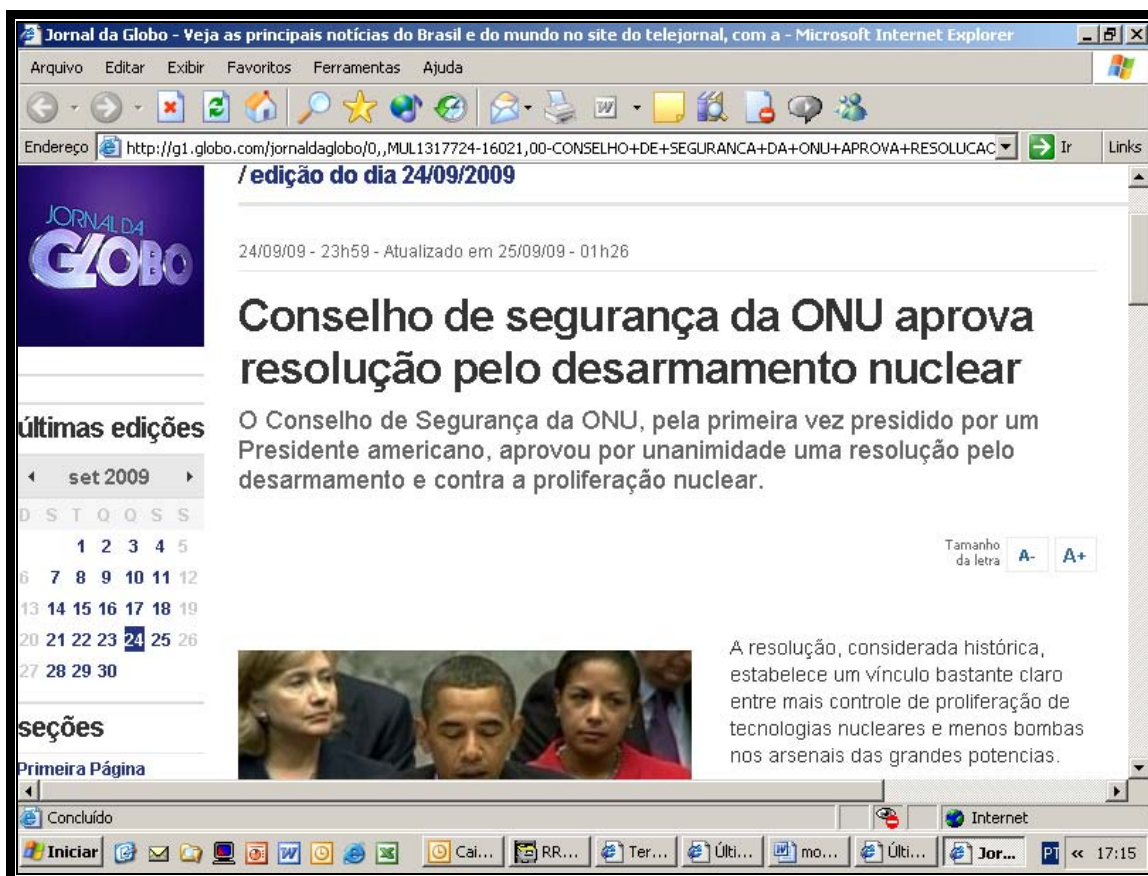 Jornal da Globo - Veja as principais notícias do Brasil e do mundo no site do telejornal, com a - Microsoft Internet Explorer
Arquivo Editar Exibir Favoritos Ferramentas Ajuda
Endereço http://g1.globo.com/jornaldaglobo/0,,MUL1317724-16021,00-CONSELHO+DE+SEGURANCA+DA+ONU+APROVA+RESOLUCAO Ir Links
JORNAL DA
GLOBO
/ edição do dia 24/09/2009
24/09/09 - 23h59 - Atualizado em 25/09/09 - 01h26
Conselho de segurança da ONU aprova
resolução pelo desarmamento nuclear
O Conselho de Segurança da ONU, pela primeira vez presidido por um
Presidente americano, aprovou por unanimidade uma resolução pelo
desarmamento e contra a proliferação nuclear.
Tamanho
da letra A- A+
últimas edições
set 2009
D S T Q Q S S
1 2 3 4 5
6 7 8 9 10 11 12
13 14 15 16 17 18 19
20 21 22 23 24 25 26
27 28 29 30
seções
Primeira Página
A resolução, considerada histórica,
estabelece um vínculo bastante claro
entre mais controle de proliferação de
tecnologias nucleares e menos bombas
nos arsenais das grandes potencias.
Concluído Internet
Iniciar Cai... RR... Ter... Últi... mo... Últi... Jor... PT « 17:15